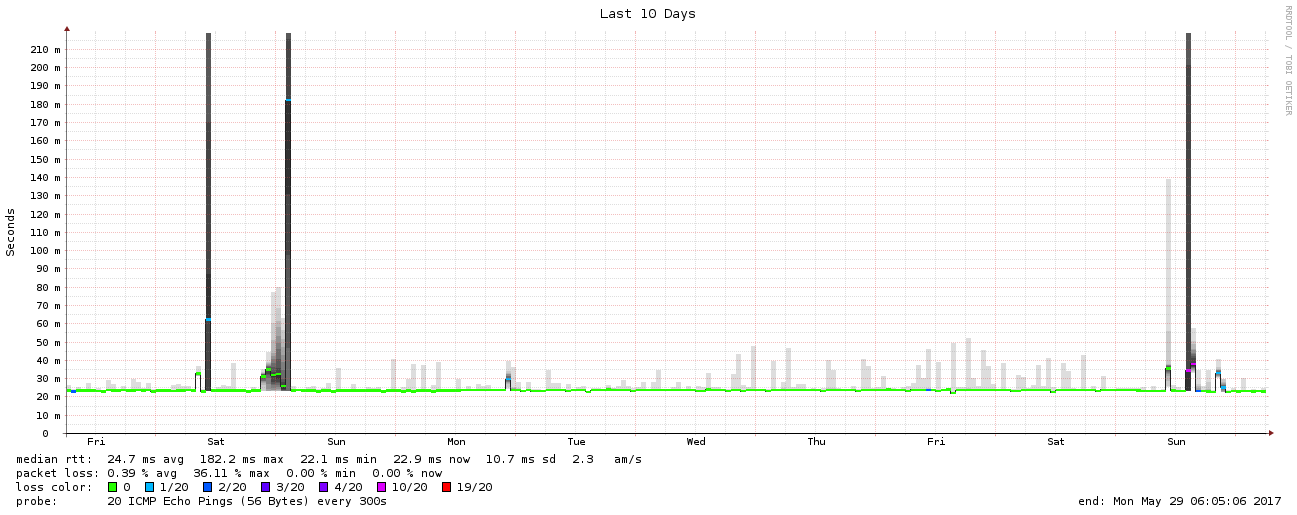 Last 10 Days
RRDTOOL / TOBI OETIKER
Seconds
210 m
200 m
190 m
180 m
170 m
160 m
150 m
140 m
130 m
120 m
110 m
100 m
90 m
80 m
70 m
60 m
50 m
40 m
30 m
20 m
10 m
0
Fri Sat Sun Mon Tue Wed Thu Fri Sat Sun
median rtt: 24.7 ms avg 182.2 ms max 22.1 ms min 22.9 ms now 10.7 ms sd 2.3 am/s
packet loss: 0.39 % avg 36.11 % max 0.00 % min 0.00 % now
loss color: 0 1/20 2/20 3/20 4/20 10/20 19/20
probe: 20 ICMP Echo Pings (56 Bytes) every 300s end: Mon May 29 06:05:06 2017